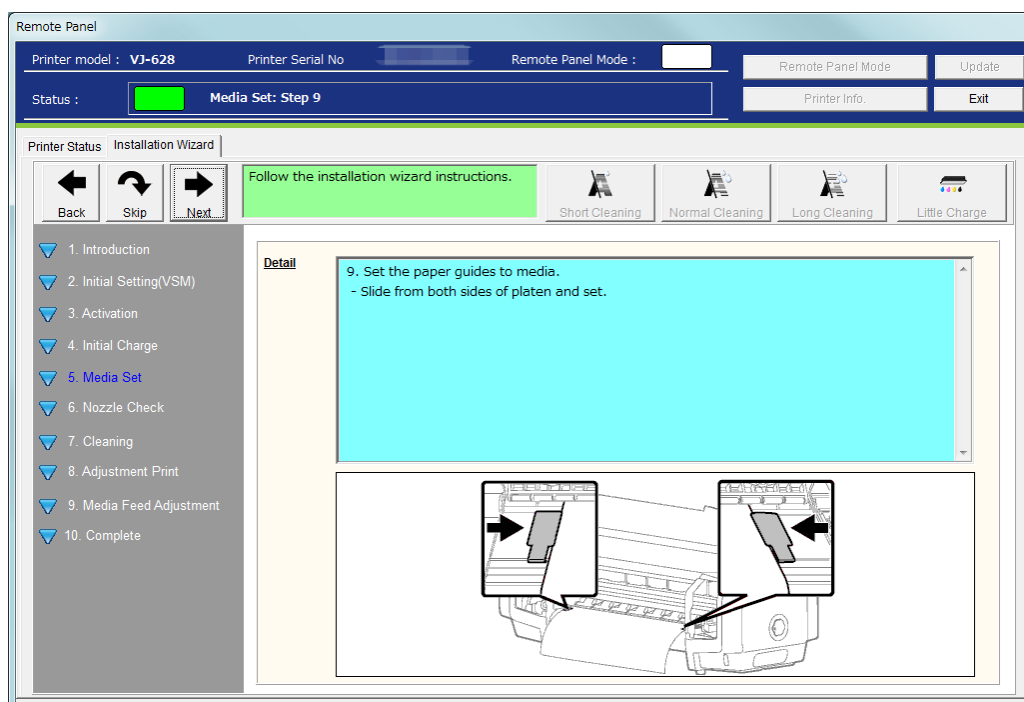 Remote Panel
Printer model : VJ-628 Printer Serial No Remote Panel Mode :
Remote Panel Mode Update
Status : Media Set: Step 9
Printer Info. Exit
Printer Status Installation Wizard
Back Skip Next
Follow the installation wizard instructions.
Short Cleaning Normal Cleaning Long Cleaning Little Charge
1. Introduction
2. Initial Setting(VSM)
3. Activation
4. Initial Charge
5. Media Set
6. Nozzle Check
7. Cleaning
8. Adjustment Print
9. Media Feed Adjustment
10. Complete
Detail
9. Set the paper guides to media.
- Slide from both sides of platen and set.